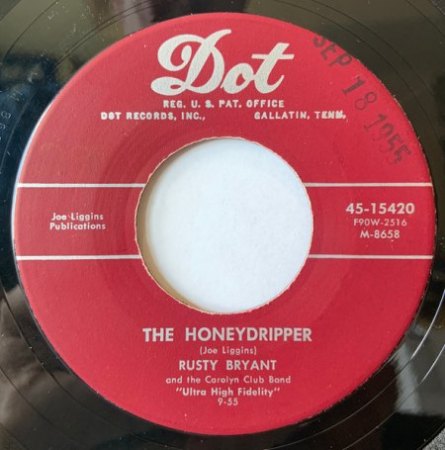 Dot
REG. U. S. PAT. OFFICE
DOT RECORDS, INC., GALLATIN, TENN.
SEP 18 1955
Joe Liggins
Publications
45-15420
F90W-2516
M-8658
THE HONEYDRIPPER
(Joe Liggins)
RUSTY BRYANT
and the Carolyn Club Band
"Ultra High Fidelity"
9-55